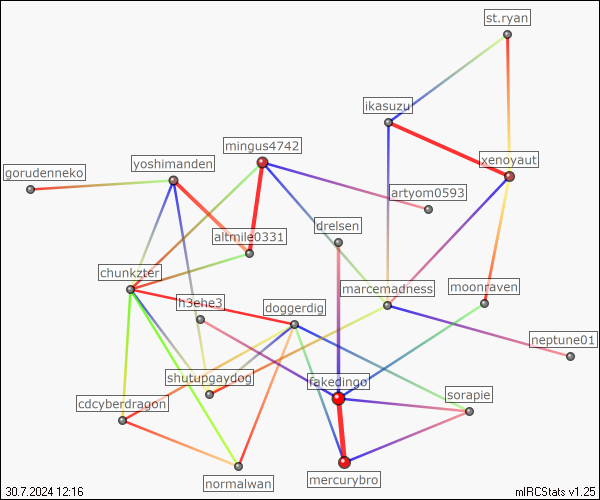 st.ryan
ikasuzu
mingus4742
xenoyaut
yoshimanden
gorudenneko
artyom0593
drelsen
altmile0331
chunkzter
marcemadness
moonraven
h3ehe3
doggerdig
neptune01
shutupgaydog
fakedingo
sorapie
cdcyberdragon
normalwan
mercurybro
30.7.2024 12:16
mIRCStats v1.25